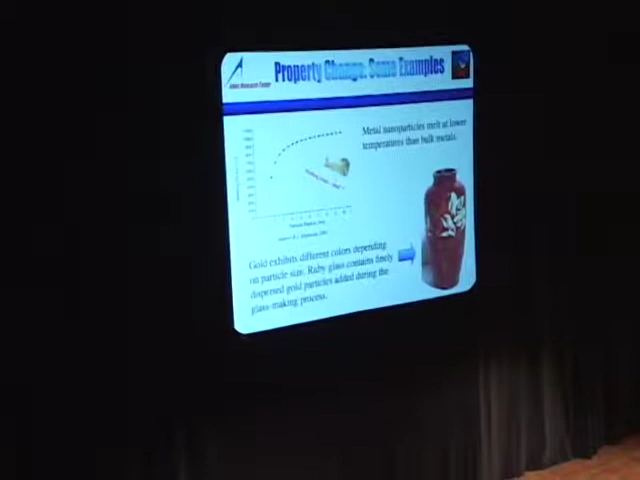 Property Change: Some Examples
Metal nanoparticles melt at lower
temperatures than bulk metals.
Gold exhibits different colors depending
on particle size. Ruby glass contains finely
dispersed gold particles added during the
glass-making process.